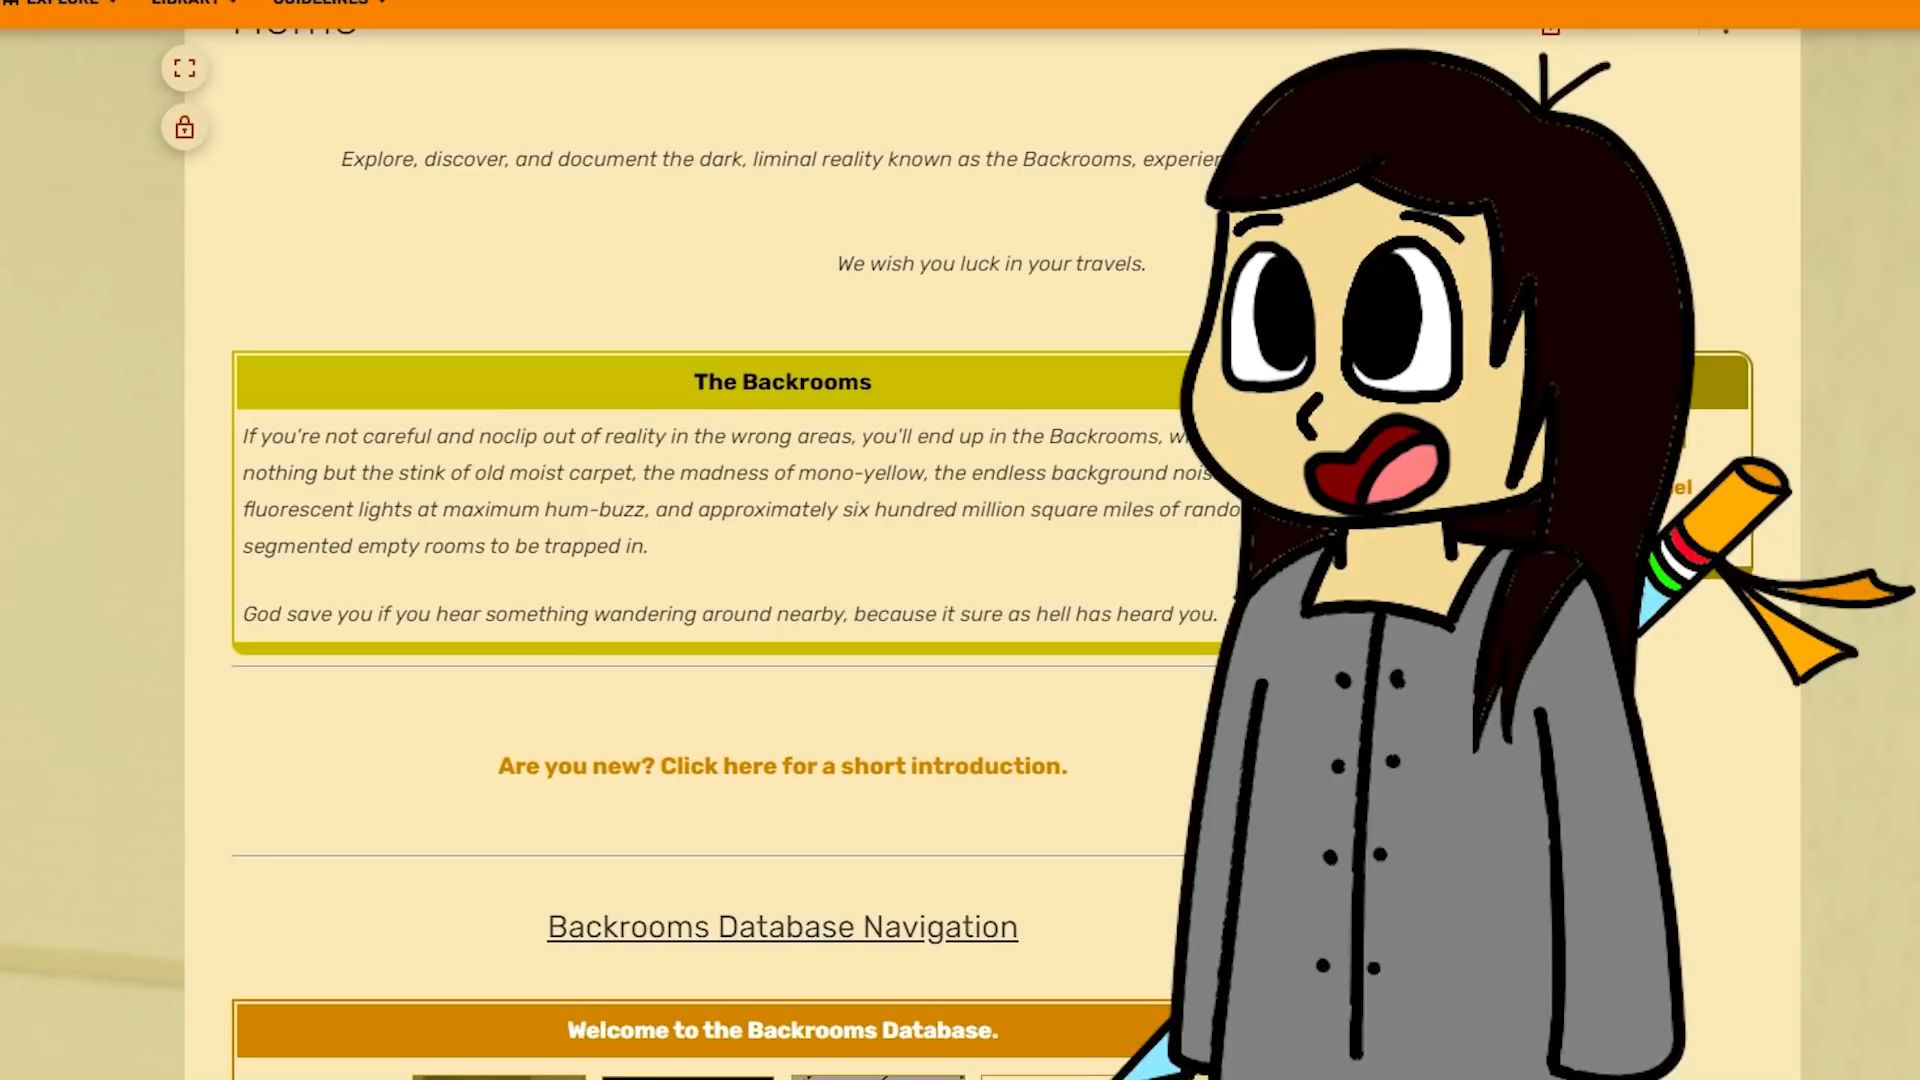 EXPLORE
LIBRARY
GUIDELINES
Home
Explore, discover, and document the dark, liminal reality known as the Backrooms,
We wish you luck in your travels.
The Backrooms
If you're not careful and noclip out of reality in the wrong areas, you'll end up in the Backrooms,
nothing but the stink of old moist carpet, the madness of mono-yellow, the endless background
fluorescent lights at maximum hum-buzz, and approximately six hundred million square miles of
segmented empty rooms to be trapped in.
God save you if you hear something wandering around nearby, because it sure as hell has heard you.
Are you new? Click here for a short introduction.
Backrooms Database Navigation
Welcome to the Backrooms Database.